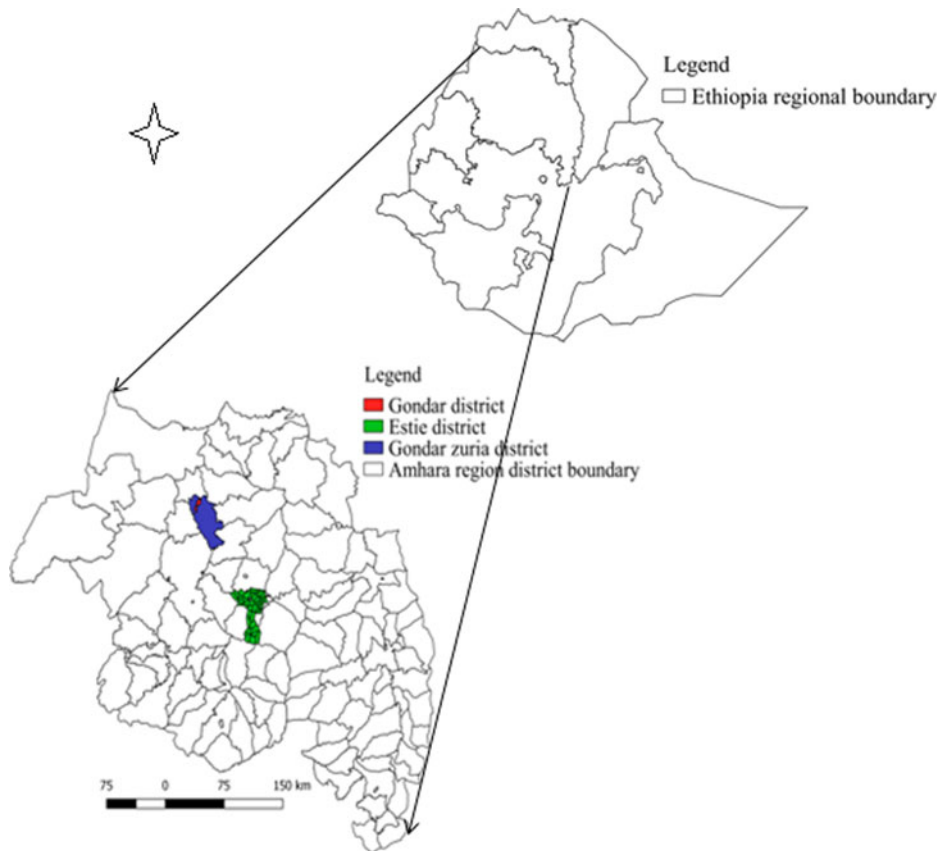 Legend
Ethiopia regional boundary
Legend
Gondar district
Estie district
Gondar zuria district
Amhara region district boundary
75 0 75 150 km